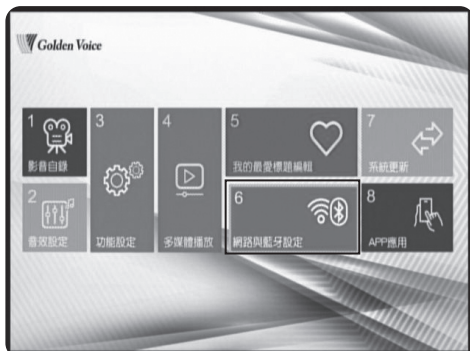 Golden Voice
1
影音自錄
2
音效設定
3
功能設定
4
多媒體播放
5
我的最愛標題編輯
6
網路與藍牙設定
7
系統更新
8
APP應用